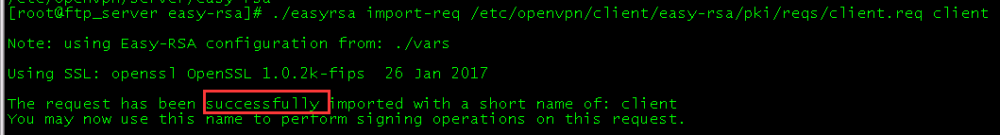 /etc/openvpn/server/easy-rsa
[root@ftp_server easy-rsa]# ./easyrsa import-req /etc/openvpn/client/easy-rsa/pki/reqs/client.req client
Note: using Easy-RSA configuration from: ./vars
Using SSL: openssl OpenSSL 1.0.2k-fips  26 Jan 2017
The request has been successfully imported with a short name of: client
You may now use this name to perform signing operations on this request.